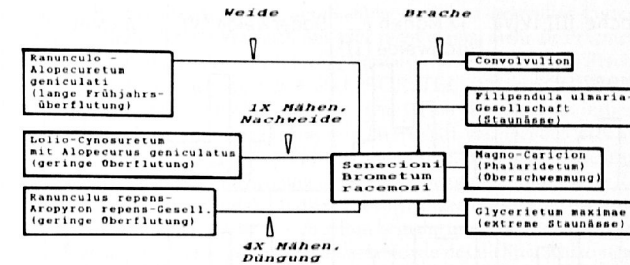 Weide
Brache
Ranunculo -
Alopecuretum
geniculati
(lange Frühjahrs-
überflutung)
1X Mähen,
Nachweide
Lolio-Cynosuretum
mit Alopecurus geniculatus
(geringe Überflutung)
Ranunculus repens-
Aropyron repens-Gesell.
(geringe Überflutung)
4X Mähen,
Düngung
Senecioni
Brometum
racemosi
Convolvulion
Filipendula ulmaria-
Gesellschaft
(Staunässe)
Magno-Caricion
(Phalaridetum)
(Überschwemmung)
Glycerietum maximae
(extreme Staunässe)